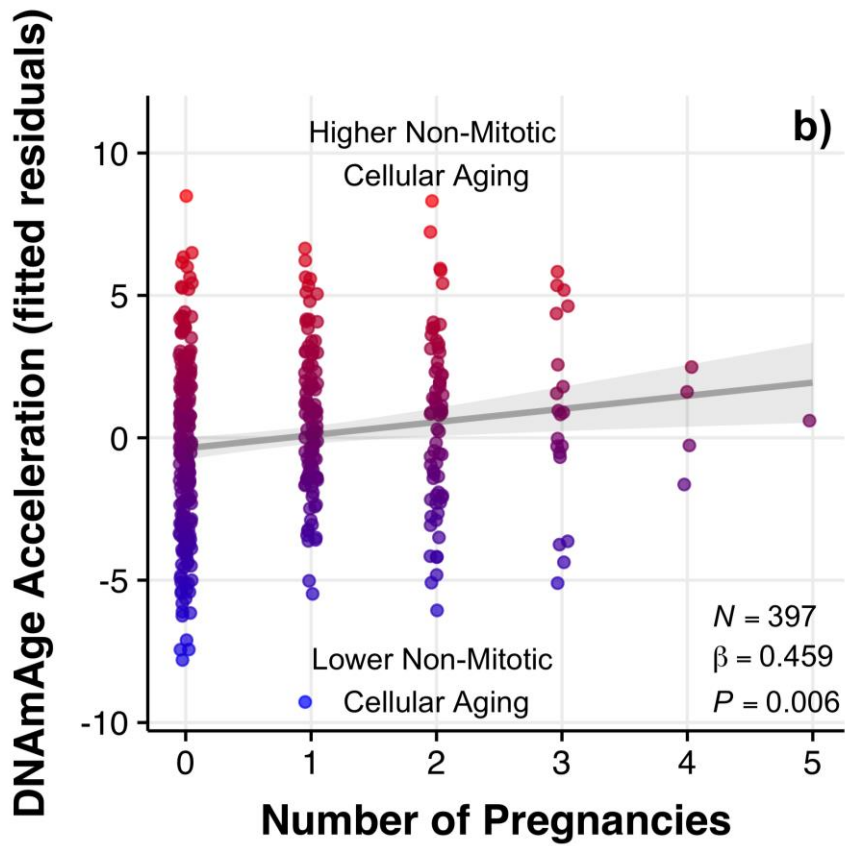 DNAmAge Acceleration (fitted residuals)
b)
Higher Non-Mitotic
Cellular Aging
10
5
0
-5
-10
Lower Non-Mitotic
Cellular Aging
N = 397
β = 0.459
P = 0.006
0 1 2 3 4 5
Number of Pregnancies